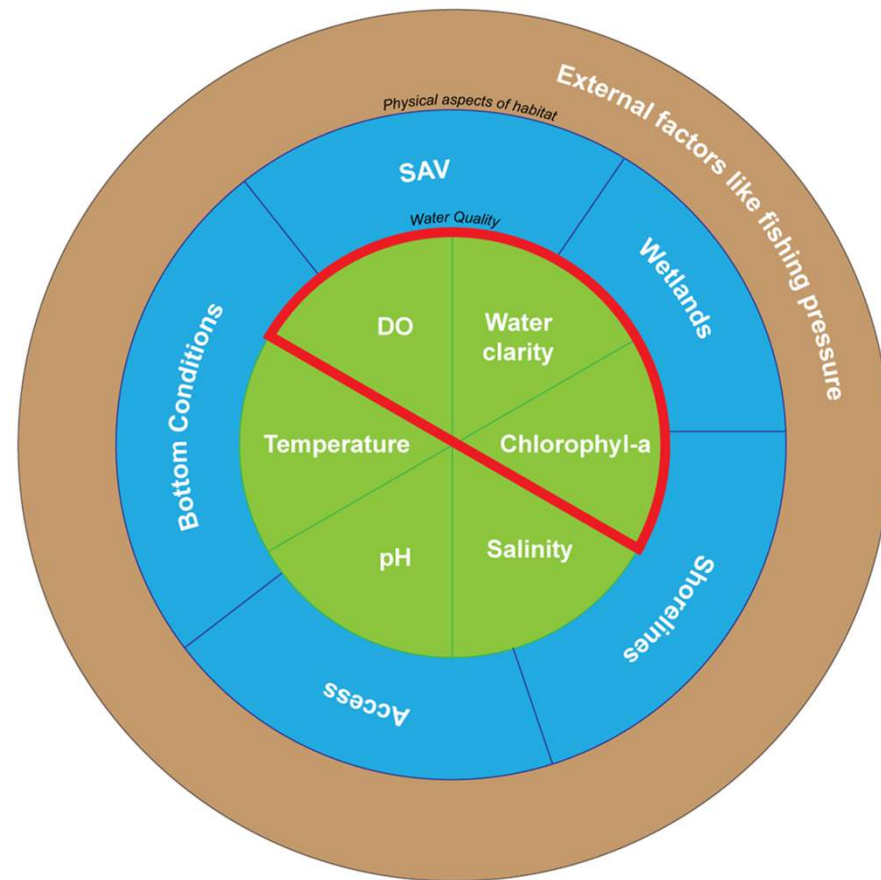 External factors like fishing pressure
Physical aspects of habitat
SAV
Wetlands
Shorelines
Access
Bottom Conditions
Water Quality
DO
Water
clarity
Temperature
Chlorophyl-a
pH
Salinity